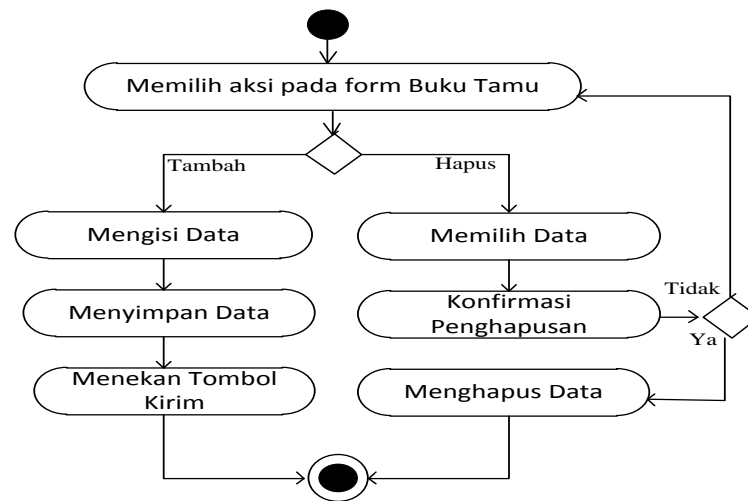 Memilih aksi pada form Buku Tamu
Tambah
Hapus
Mengisi Data
Memilih Data
Menyimpan Data
Konfirmasi
Penghapusan
Tidak
Ya
Menekan Tombol
Kirim
Menghapus Data